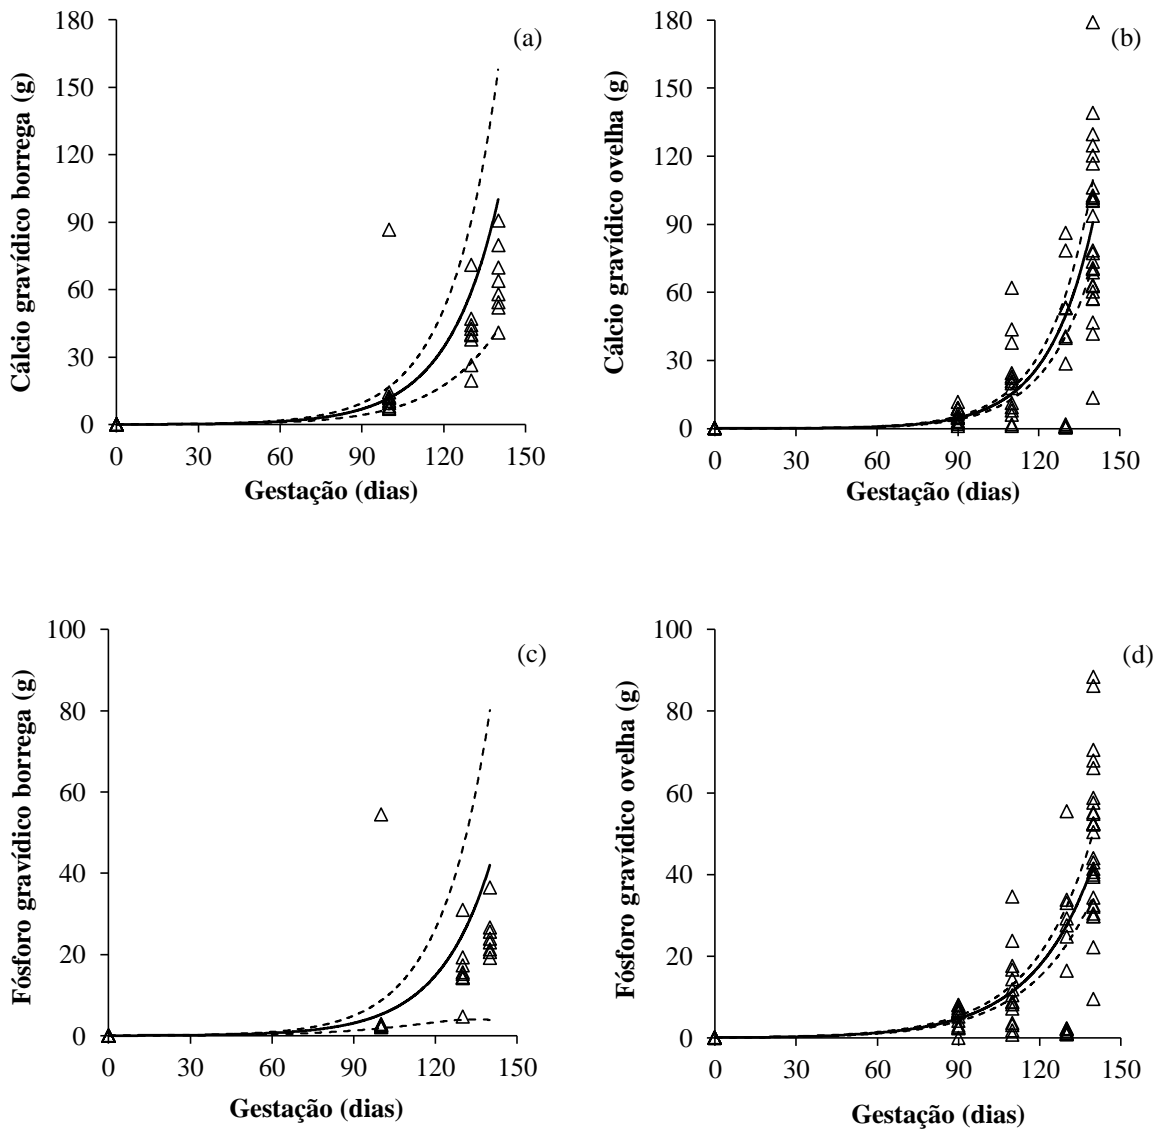 (a)
Cálcio gravídico borrega (g)
180
150
120
90
60
30
0
0 30 60 90 120 150
Gestação (dias)
(b)
Cálcio gravídico ovelha (g)
180
150
120
90
60
30
0
0 30 60 90 120 150
Gestação (dias)
(c)
Fósforo gravídico borrega (g)
100
80
60
40
20
0
0 30 60 90 120 150
Gestação (dias)
(d)
Fósforo gravídico ovelha (g)
100
80
60
40
20
0
0 30 60 90 120 150
Gestação (dias)